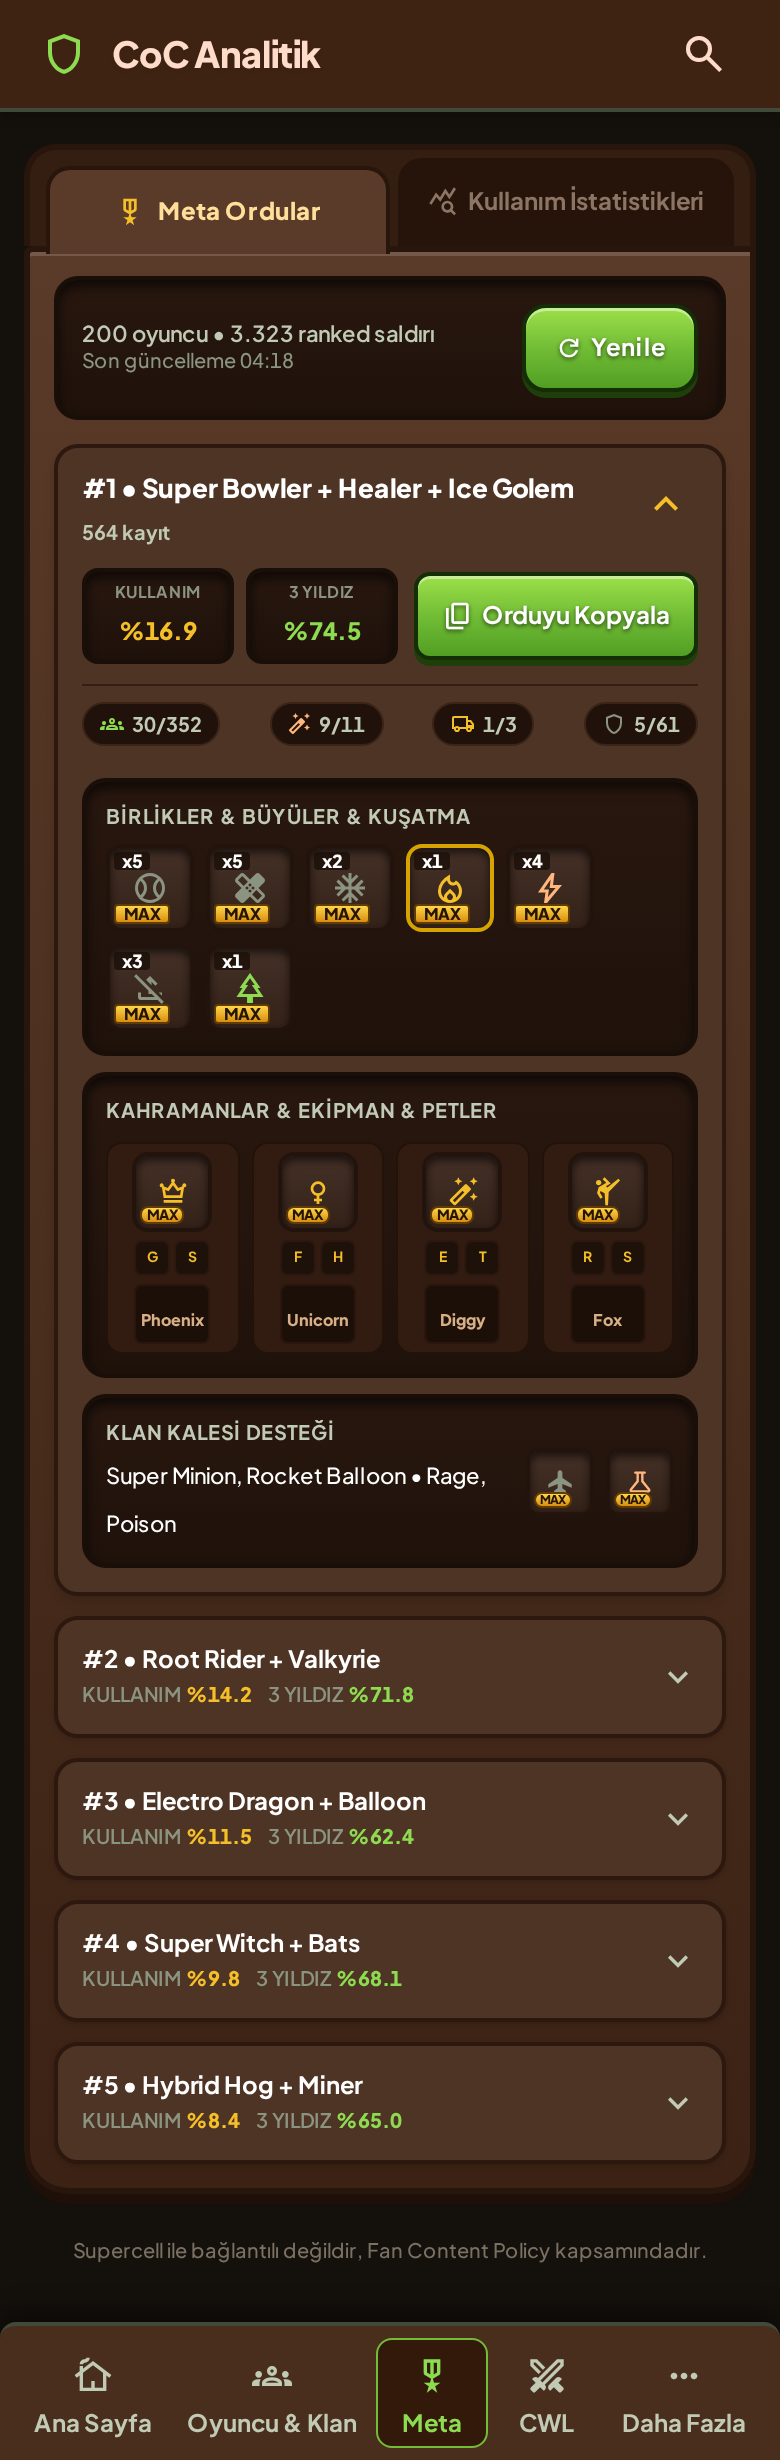 CoC Analitik
Meta Ordular
Kullanım İstatistikleri
200 oyuncu • 3.323 ranked saldırı
Son güncelleme 04:18
Yenile
#1 • Super Bowler + Healer + Ice Golem
564 kayıt
KULLANIM
%16.9
3 YILDIZ
%74.5
Orduyu Kopyala
30/352
9/11
1/3
5/61
BİRLİKLER & BÜYÜLER & KUŞATMA
x5 x5 x2 x1 x4
MAX MAX MAX MAX MAX
x3 x1
MAX MAX
KAHRAMANLAR & EKİPMAN & PETLER
MAX MAX MAX MAX
G S F H E T R S
Phoenix Unicorn Diggy Fox
KLAN KALESİ DESTEĞİ
Super Minion, Rocket Balloon • Rage,
Poison
MAX MAX
#2 • Root Rider + Valkyrie
KULLANIM %14.2 3 YILDIZ %71.8
#3 • Electro Dragon + Balloon
KULLANIM %11.5 3 YILDIZ %62.4
#4 • Super Witch + Bats
KULLANIM %9.8 3 YILDIZ %68.1
#5 • Hybrid Hog + Miner
KULLANIM %8.4 3 YILDIZ %65.0
Supercell ile bağlantılı değildir, Fan Content Policy kapsamındadır.
Ana Sayfa
Oyuncu & Klan
Meta
CWL
Daha Fazla